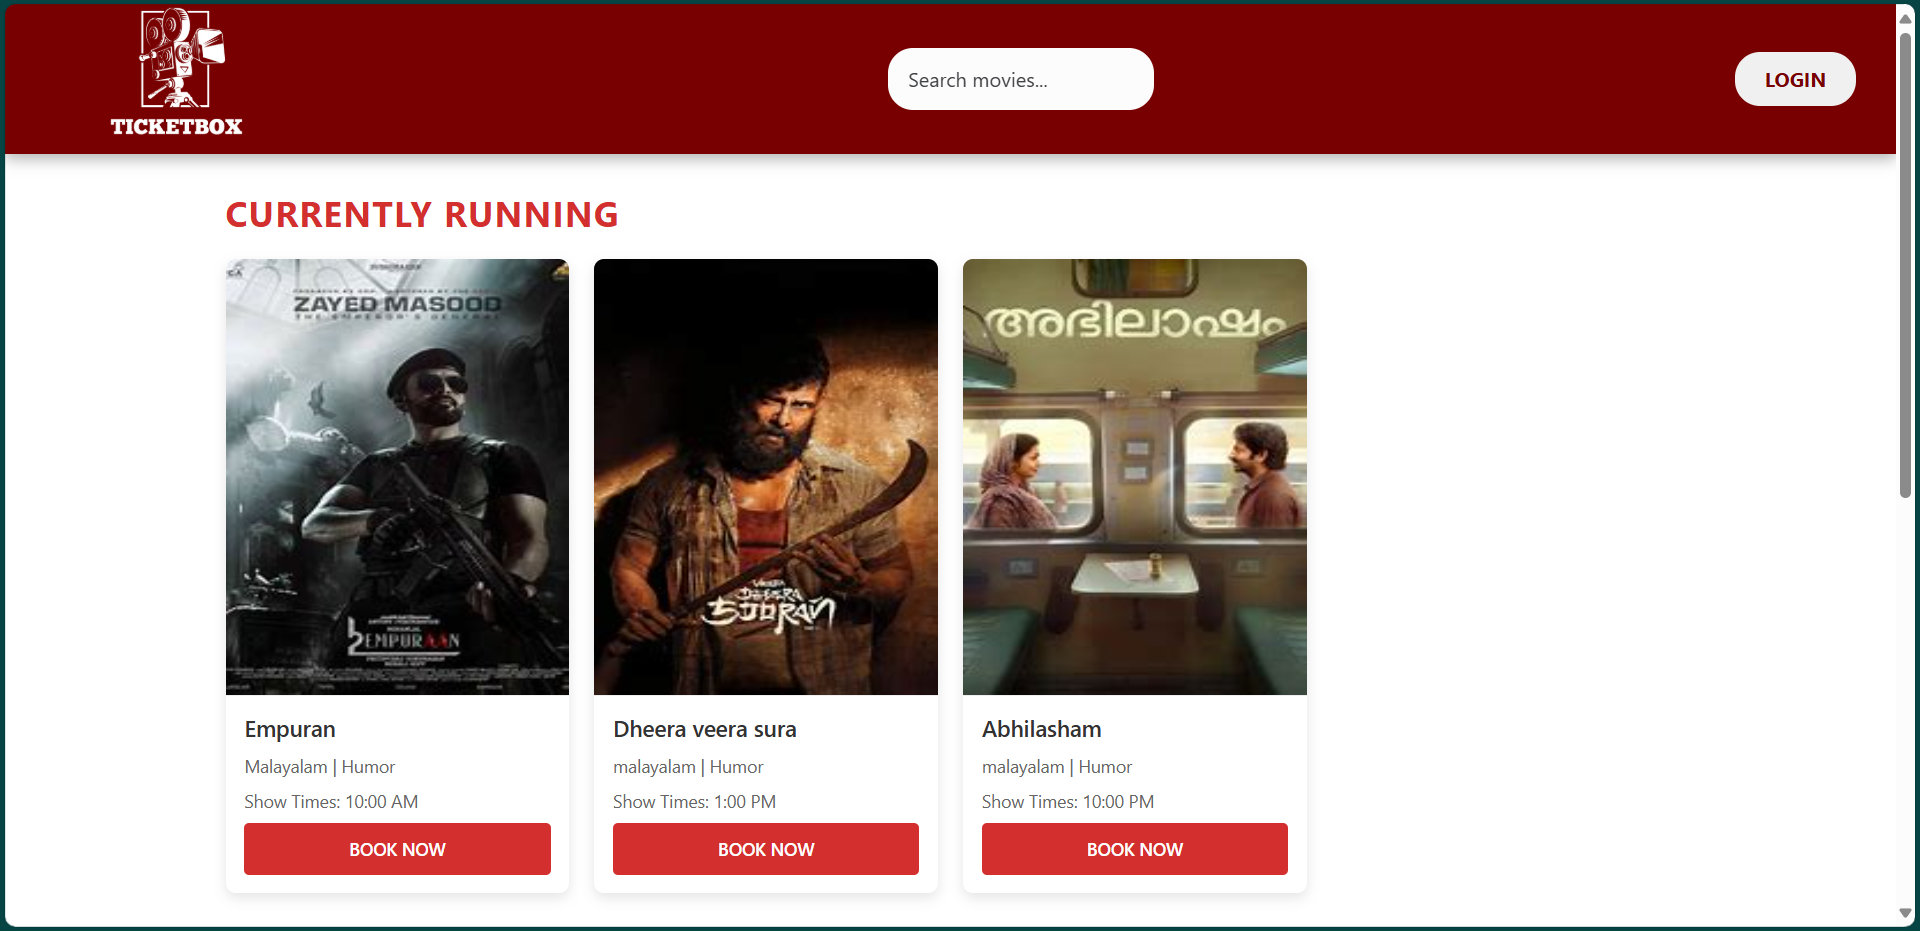 TICKETBOX
Search movies...
LOGIN
CURRENTLY RUNNING
ZAYED MASOOD
THE EMPEROR'S GENERAL
EMPURAAN
VEERA
DHEERA
അഭിലാഷം
Empuran
Malayalam | Humor
Show Times: 10:00 AM
BOOK NOW
Dheera veera sura
malayalam | Humor
Show Times: 1:00 PM
BOOK NOW
Abhilasham
malayalam | Humor
Show Times: 10:00 PM
BOOK NOW